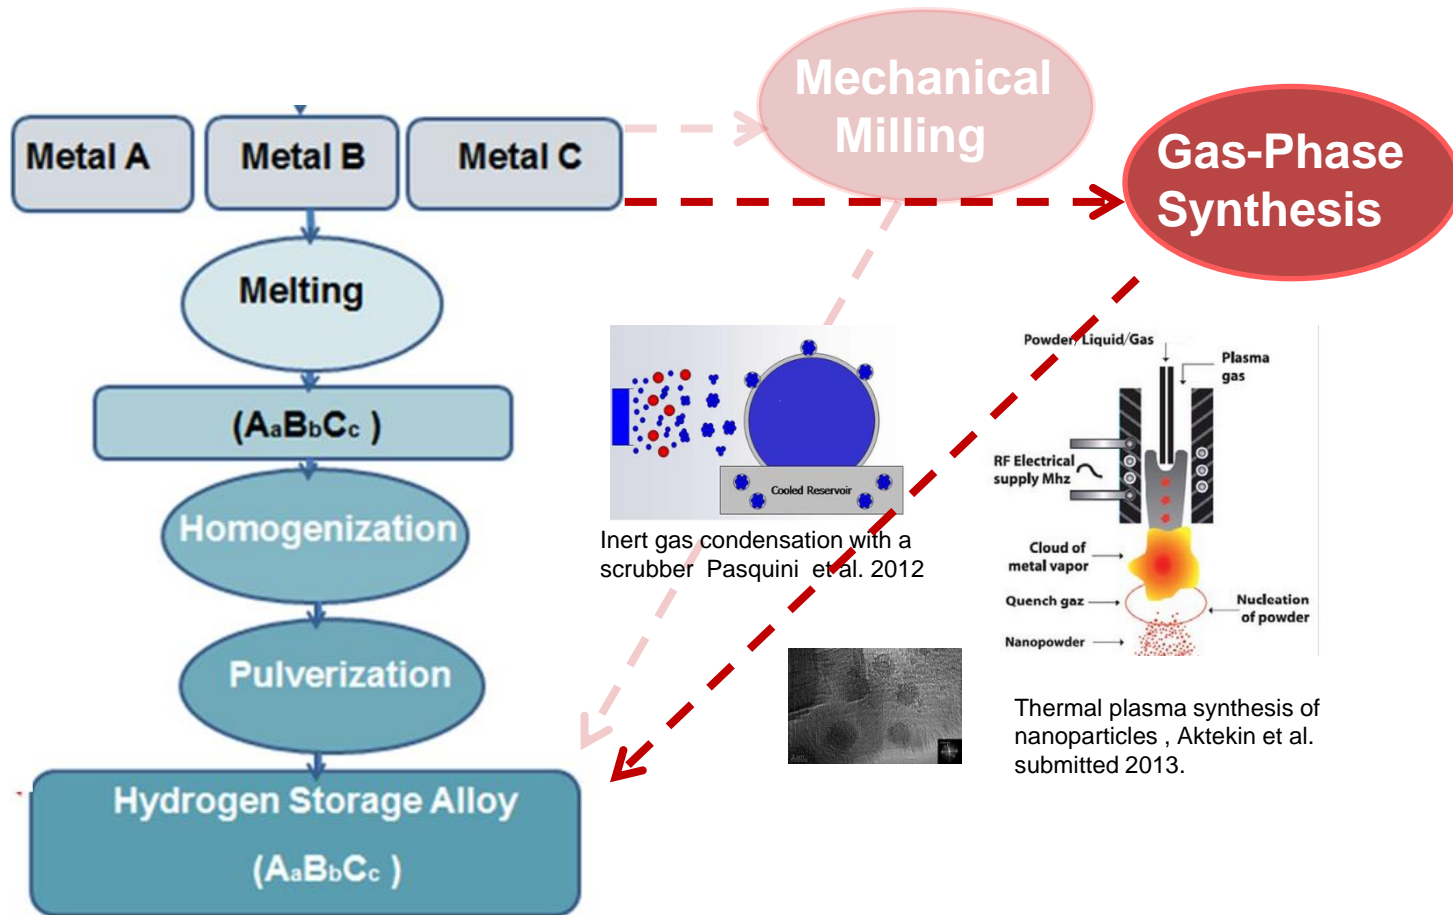 Mechanical
Milling
Gas-Phase
Synthesis
Metal A
Metal B
Metal C
Melting
(AaBbCc )
Homogenization
Pulverization
Hydrogen Storage Alloy
(AaBbCc )
Cooled Reservoir
Inert gas condensation with a
scrubber Pasquini et al. 2012
Powder/Liquid/Gas
Plasma
gas
RF Electrical
supply Mhz
Cloud of
metal vapor
Quench gaz
Nucleation
of powder
Nanopowder
Thermal plasma synthesis of
nanoparticles , Aktekin et al.
submitted 2013.